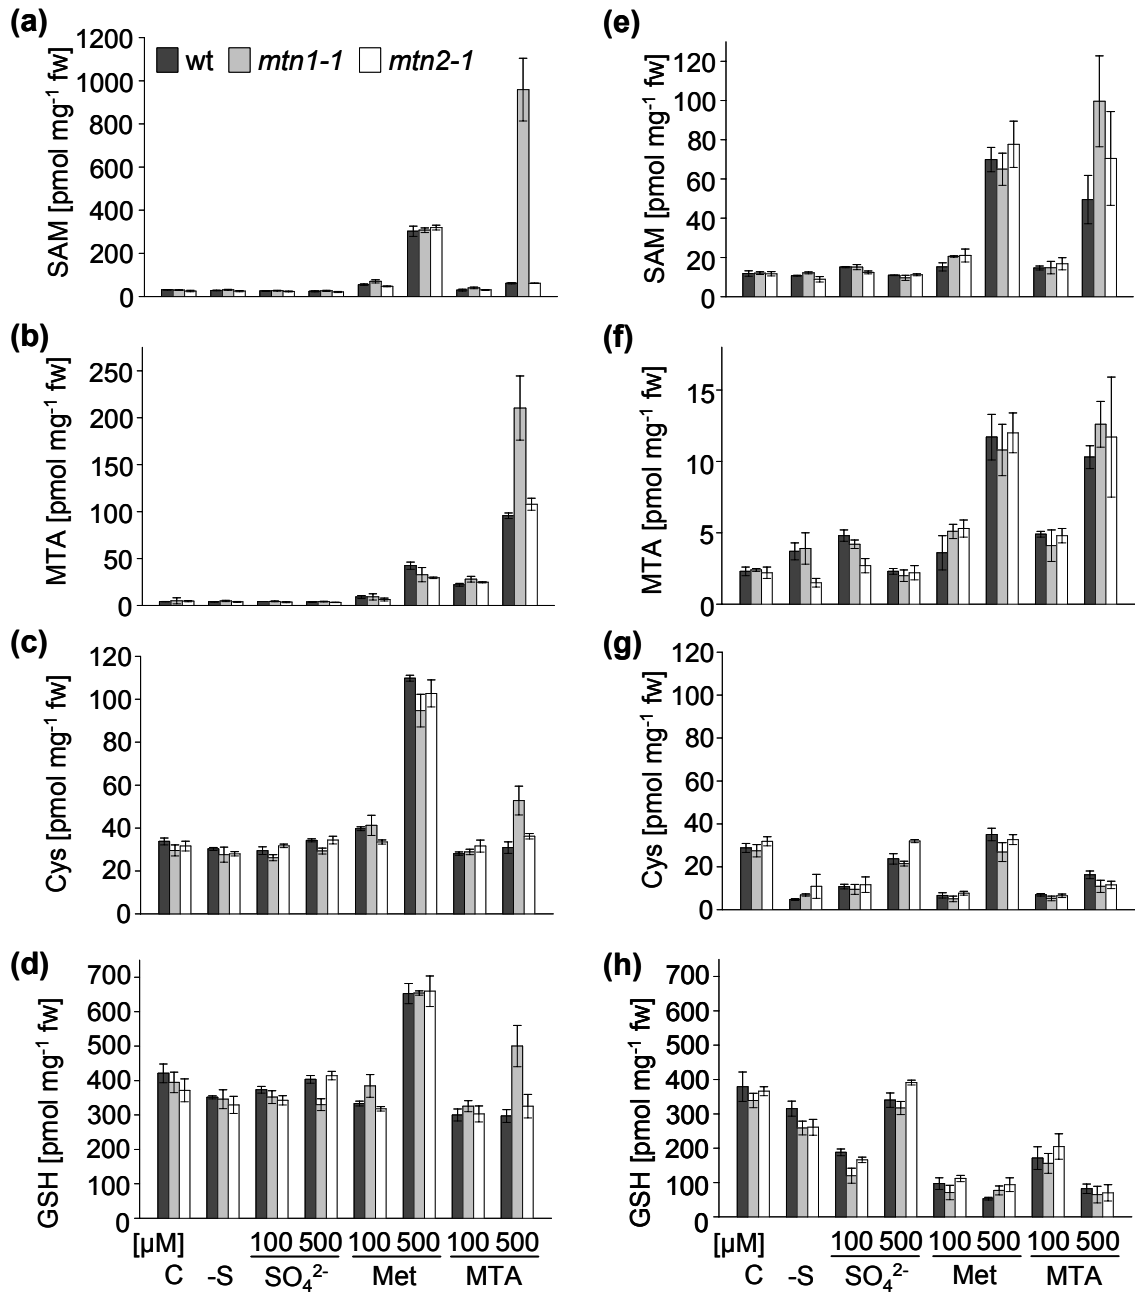 (a)
SAM [pmol mg-1 fw]
1200
1000
800
600
400
200
0
wt mtn1-1 mtn2-1
(e)
SAM [pmol mg-1 fw]
120
100
80
60
40
20
0
(b)
MTA [pmol mg-1 fw]
250
200
150
100
50
0
(f)
MTA [pmol mg-1 fw]
15
10
5
0
(c)
Cys [pmol mg-1 fw]
120
100
80
60
40
20
0
(g)
Cys [pmol mg-1 fw]
120
100
80
60
40
20
0
(d)
GSH [pmol mg-1 fw]
700
600
500
400
300
200
100
0
[µM] 100 500 100 500 100 500
C -S SO42- Met MTA
(h)
GSH [pmol mg-1 fw]
700
600
500
400
300
200
100
0
[µM] 100 500 100 500 100 500
C -S SO42- Met MTA